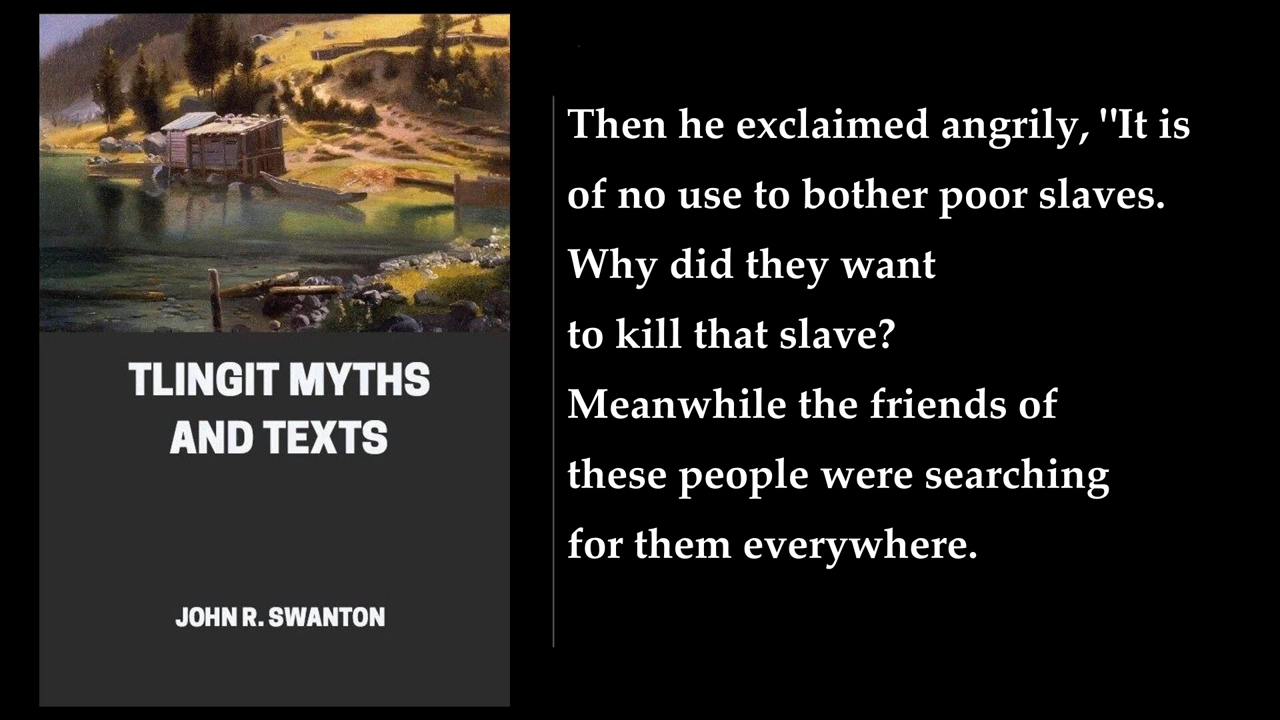 TLINGIT MYTHS
AND TEXTS
JOHN R. SWANTON
Then he exclaimed angrily, "It is
of no use to bother poor slaves.
Why did they want
to kill that slave?
Meanwhile the friends of
these people were searching
for them everywhere.